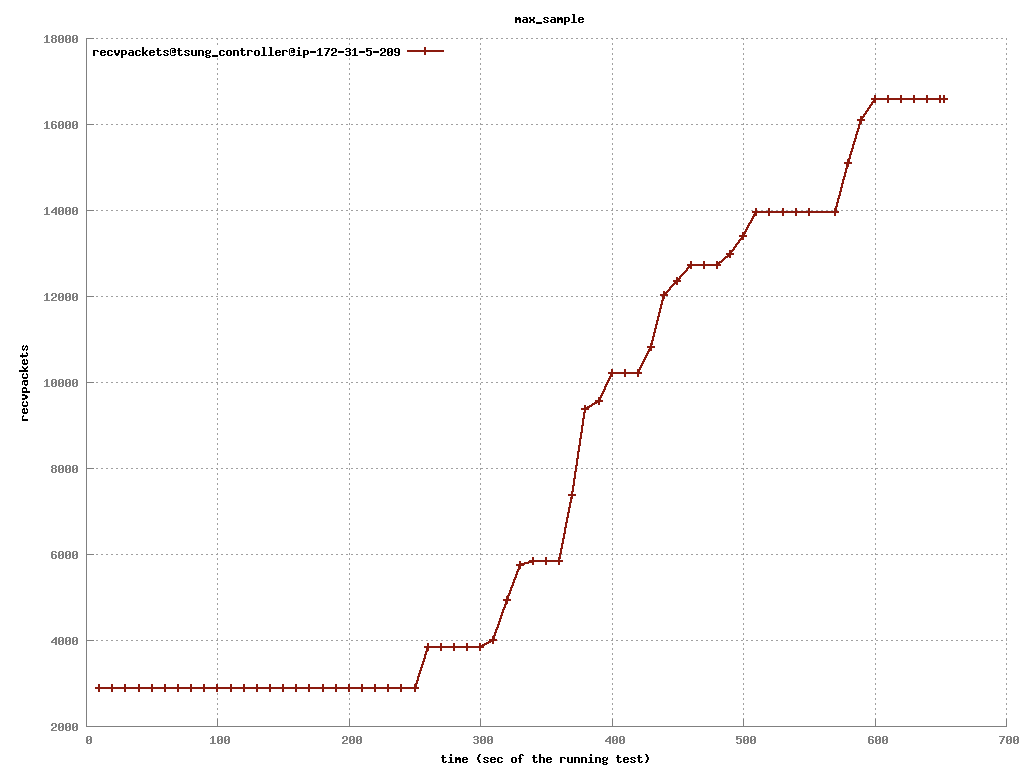 max_sample
18000
recvpackets@tsung_controller@ip-172-31-5-209
16000
14000
12000
recvpackets
10000
8000
6000
4000
2000
0 100 200 300 400 500 600 700
time (sec of the running test)